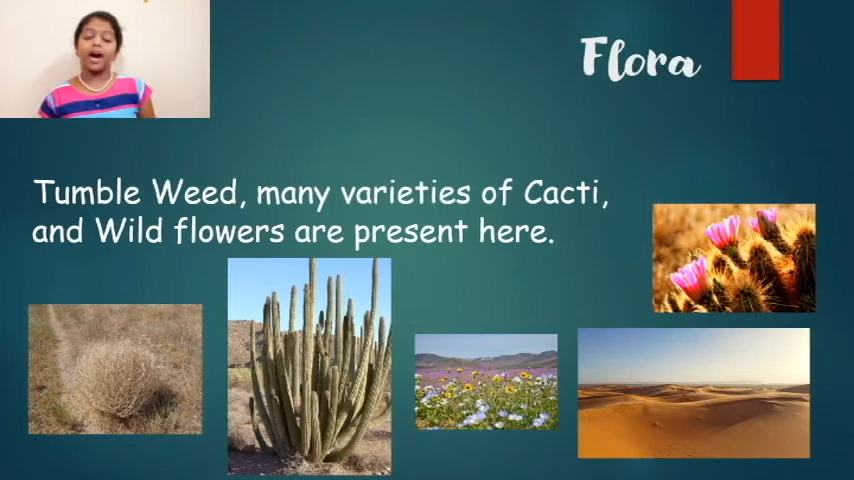 Flora
Tumble Weed, many varieties of Cacti,
and Wild flowers are present here.